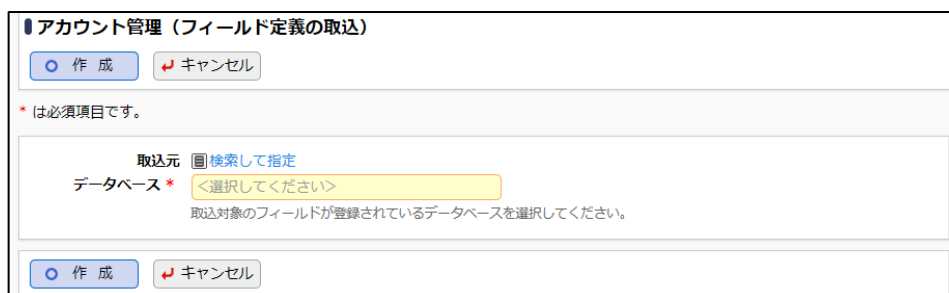 アカウント管理（フィールド定義の取込）
作 成 キャンセル
* は必須項目です。
取込元 検索して指定
データベース * <選択してください>
取込対象のフィールドが登録されているデータベースを選択してください。
作 成 キャンセル